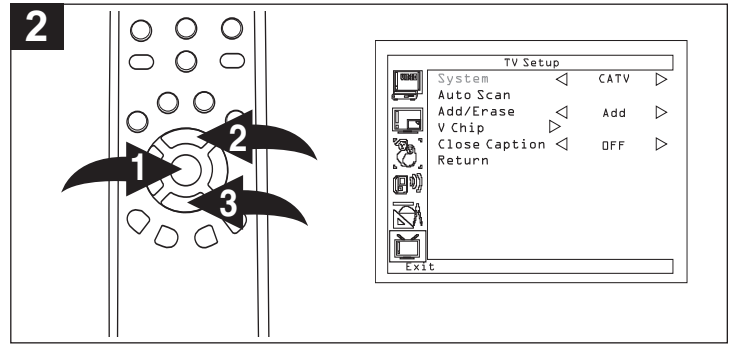 2
1
2
3
TV Setup
System CATV
Auto Scan
Add/Erase Add
V Chip
Close Caption OFF
Return
Exit